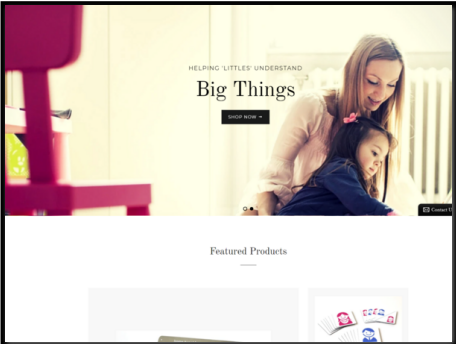 HELPING 'LITTLES' UNDERSTAND
Big Things
SHOP NOW →
Contact U
Featured Products